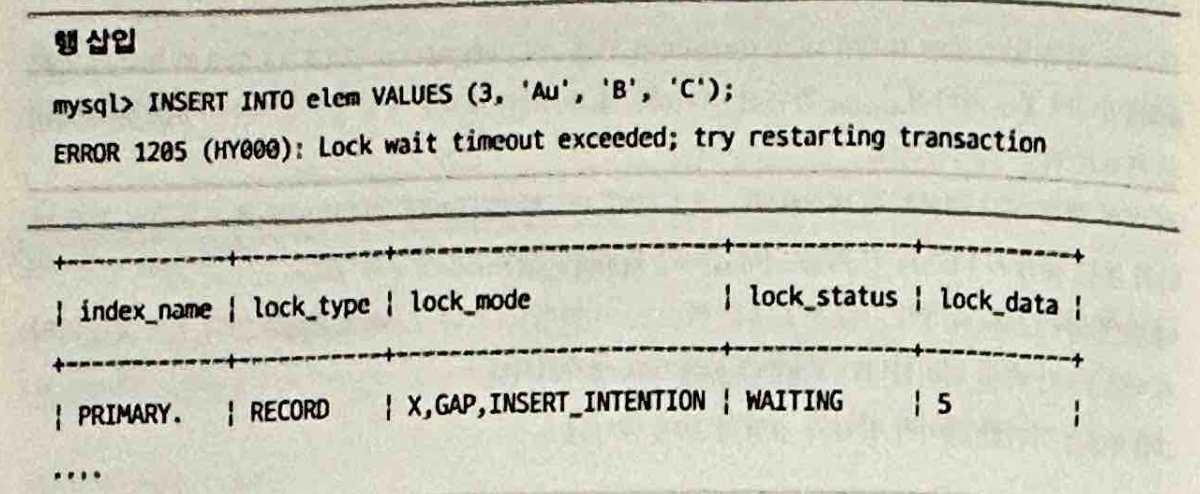 행 삽입
mysql> INSERT INTO elem VALUES (3, 'Au', 'B', 'C');
ERROR 1205 (HY000): Lock wait timeout exceeded; try restarting transaction
+------------+-----------+------------------------+-------------+-----------+
| index_name | lock_type | lock_mode | lock_status | lock_data |
+------------+-----------+------------------------+-------------+-----------+
| PRIMARY. | RECORD | X,GAP,INSERT_INTENTION | WAITING | 5 |
....